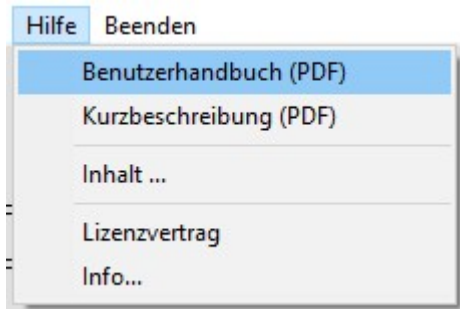 Hilfe Beenden
Benutzerhandbuch (PDF)
Kurzbeschreibung (PDF)
Inhalt ...
Lizenzvertrag
Info...